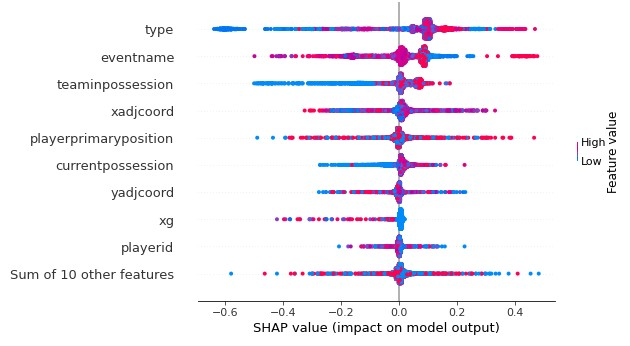 type
eventname
teaminpossession
xadjcoord
playerprimaryposition
currentpossession
yadjcoord
xg
playerid
Sum of 10 other features
−0.6 −0.4 −0.2 0.0 0.2 0.4
SHAP value (impact on model output)
High
Low
Feature value